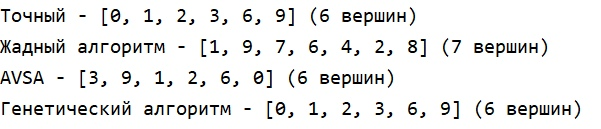 Точный - [0, 1, 2, 3, 6, 9] (6 вершин)
Жадный алгоритм - [1, 9, 7, 6, 4, 2, 8] (7 вершин)
AVSA - [3, 9, 1, 2, 6, 0] (6 вершин)
Генетический алгоритм - [0, 1, 2, 3, 6, 9] (6 вершин)